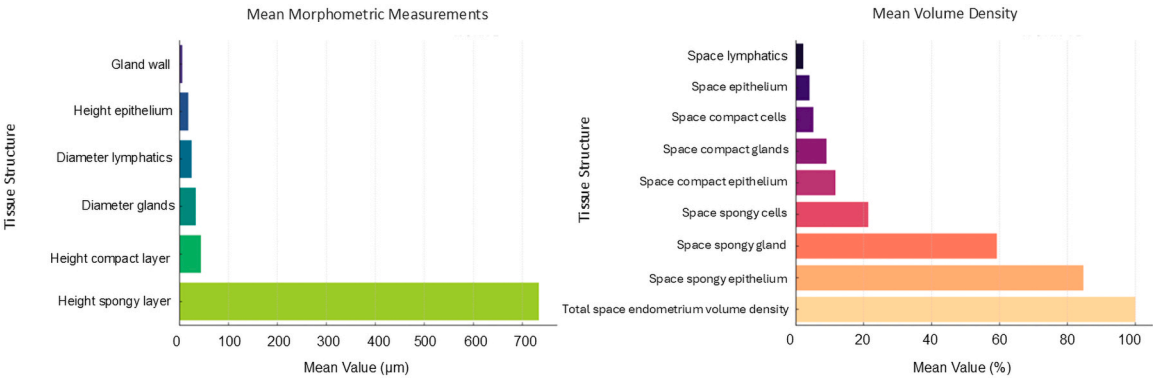 Mean Morphometric Measurements
Tissue Structure
Gland wall
Height epithelium
Diameter lymphatics
Diameter glands
Height compact layer
Height spongy layer
0 100 200 300 400 500 600 700
Mean Value (µm)
Mean Volume Density
Tissue Structure
Space lymphatics
Space epithelium
Space compact cells
Space compact glands
Space compact epithelium
Space spongy cells
Space spongy gland
Space spongy epithelium
Total space endometrium volume density
0 20 40 60 80 100
Mean Value (%)